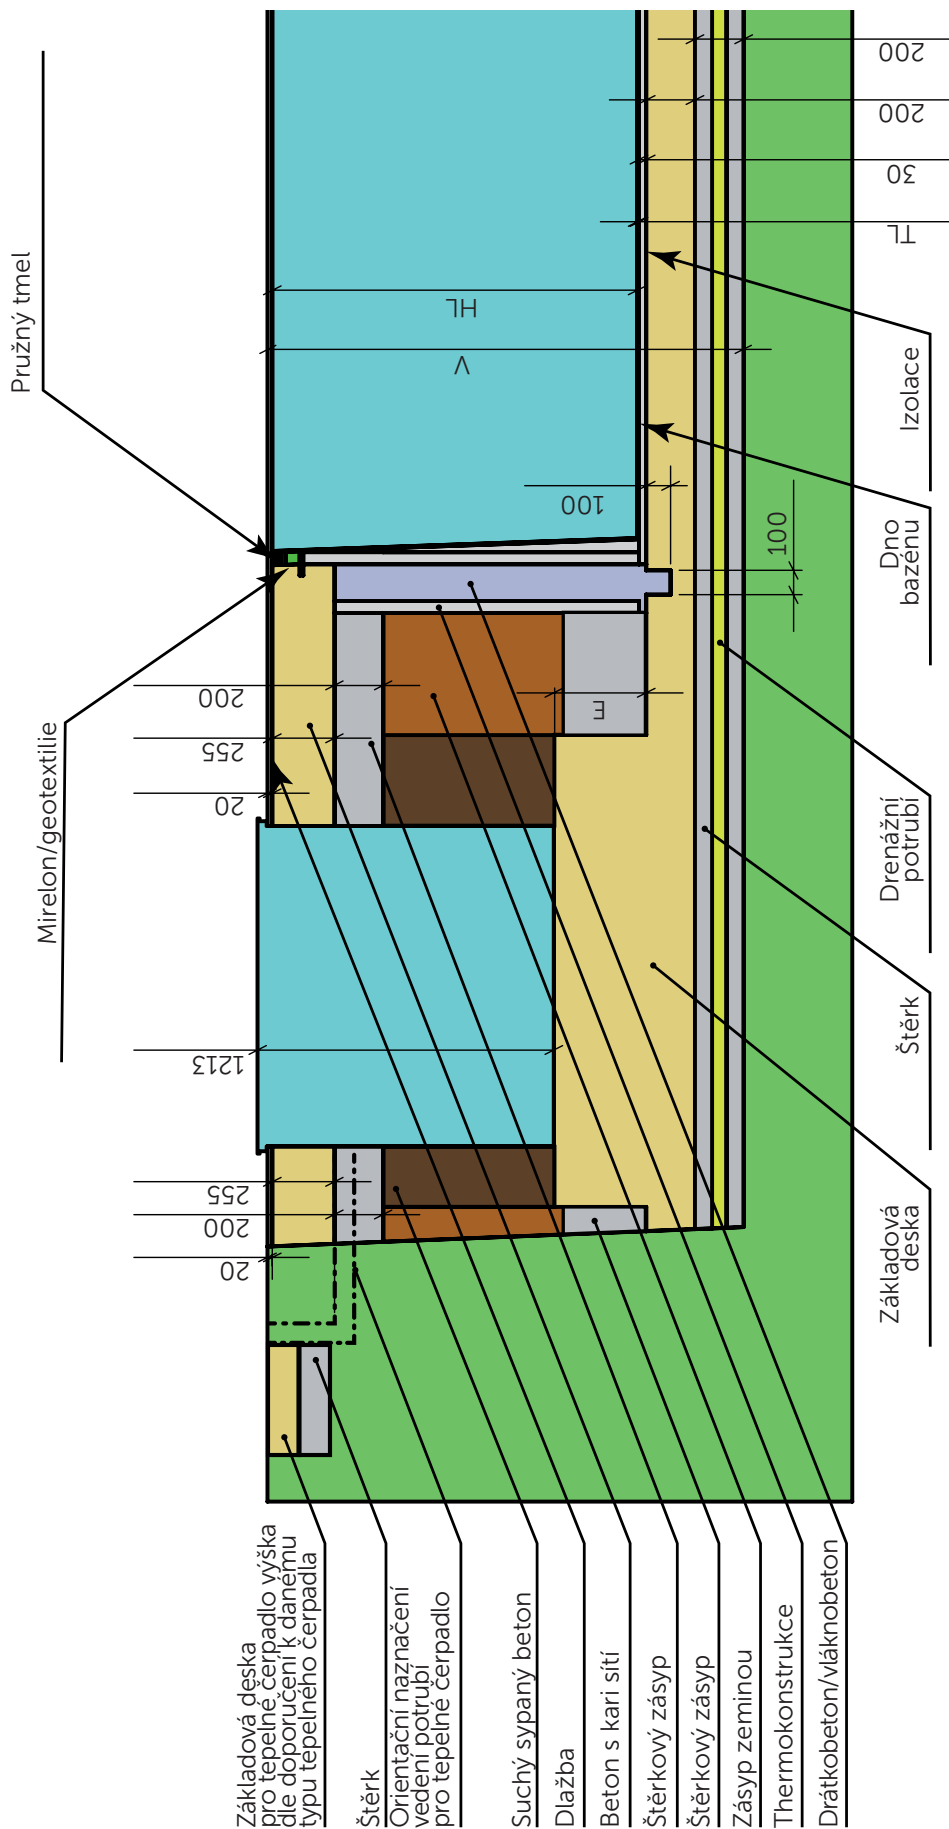 Pružný tmel
Mirelon/geotextilie
Základová deska
pro tepelné čerpadlo výška
dle doporučení k danému
typu tepelného čerpadla
Štěrk
Orientační naznačení
vedení potrubí
pro tepelné čerpadlo
Suchý sypaný beton
Dlažba
Beton s kari sítí
Štěrkový zásyp
Štěrkový zásyp
Zásyp zeminou
Thermokonstrukce
Drátkobeton/vláknobeton
Základová
deska
Štěrk
Drenážní
potrubí
Dno
bazénu
Izolace
20
200
255
1213
20
255
200
E
100
100
V
HL
TL
30
200
200